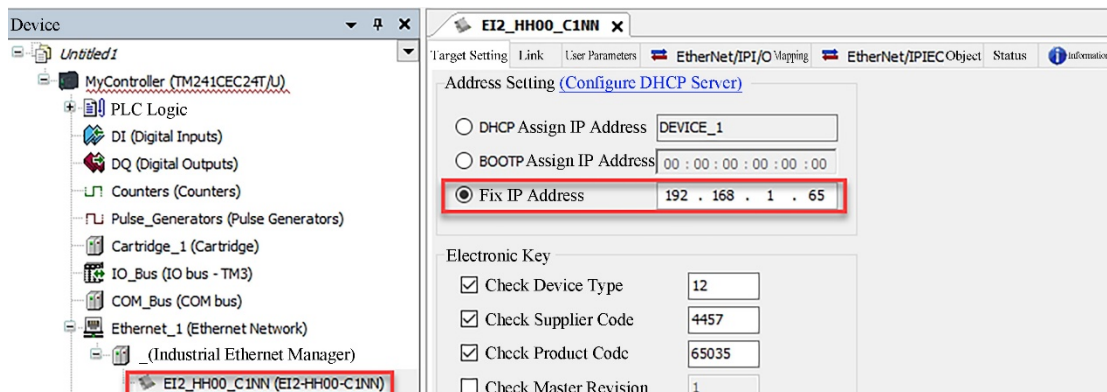 Device
Untitled1
MyController (TM241CEC24T/U)
PLC Logic
DI (Digital Inputs)
DQ (Digital Outputs)
Counters (Counters)
Pulse_Generators (Pulse Generators)
Cartridge_1 (Cartridge)
IO_Bus (IO bus - TM3)
COM_Bus (COM bus)
Ethernet_1 (Ethernet Network)
_(Industrial Ethernet Manager)
EI2_HH00_C1NN (EI2-HH00-C1NN)
EI2_HH00_C1NN X
Target Setting Link User Parameters EtherNet/IPI/O Mapping EtherNet/IPIEC Object Status Information
Address Setting (Configure DHCP Server)
DHCP Assign IP Address DEVICE_1
BOOTP Assign IP Address 00 : 00 : 00 : 00 : 00 : 00
Fix IP Address 192 . 168 . 1 . 65
Electronic Key
Check Device Type 12
Check Supplier Code 4457
Check Product Code 65035
Check Master Revision 1